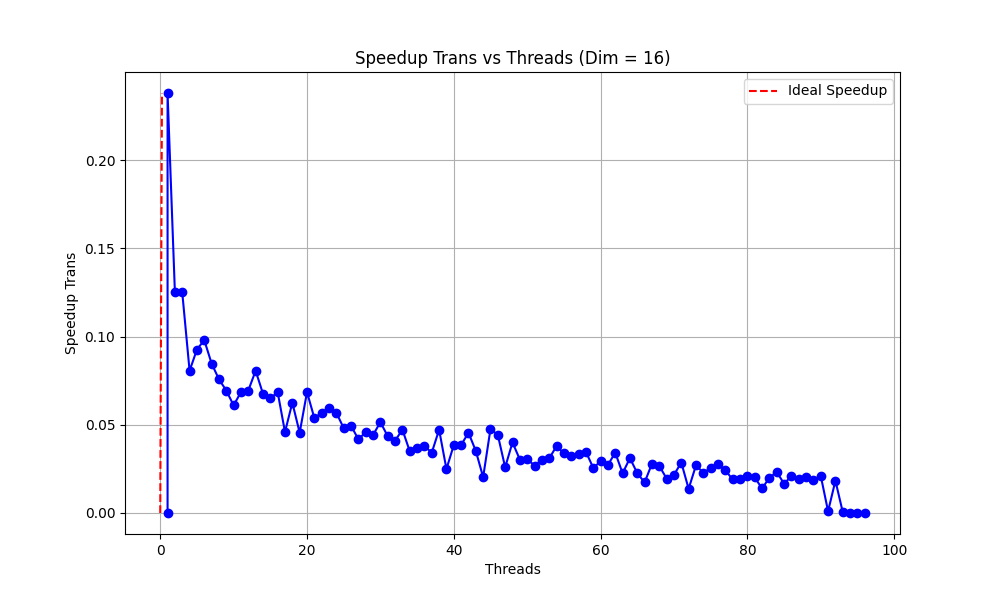 Speedup Trans vs Threads (Dim = 16)
Ideal Speedup
Speedup Trans
0.20
0.15
0.10
0.05
0.00
0 20 40 60 80 100
Threads